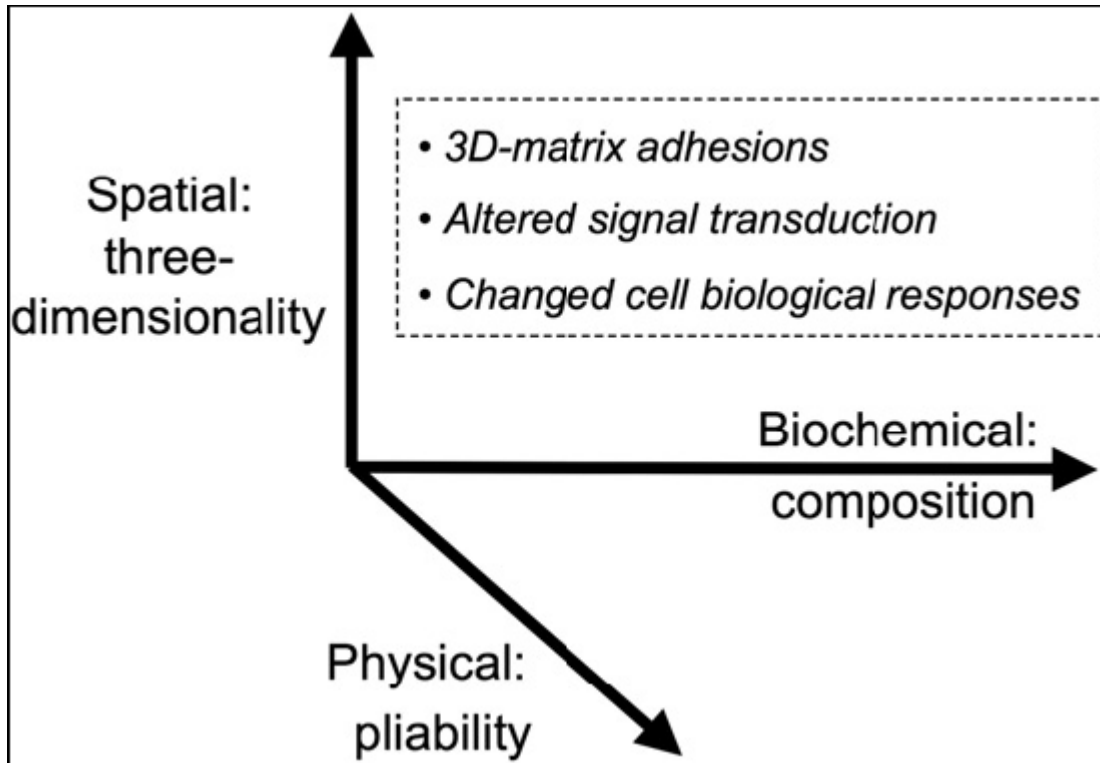 Spatial:
three-
dimensionality
• 3D-matrix adhesions
• Altered signal transduction
• Changed cell biological responses
Biochemical:
composition
Physical:
pliability